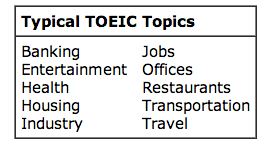 Typical TOEIC Topics
Banking Jobs
Entertainment Offices
Health Restaurants
Housing Transportation
Industry Travel